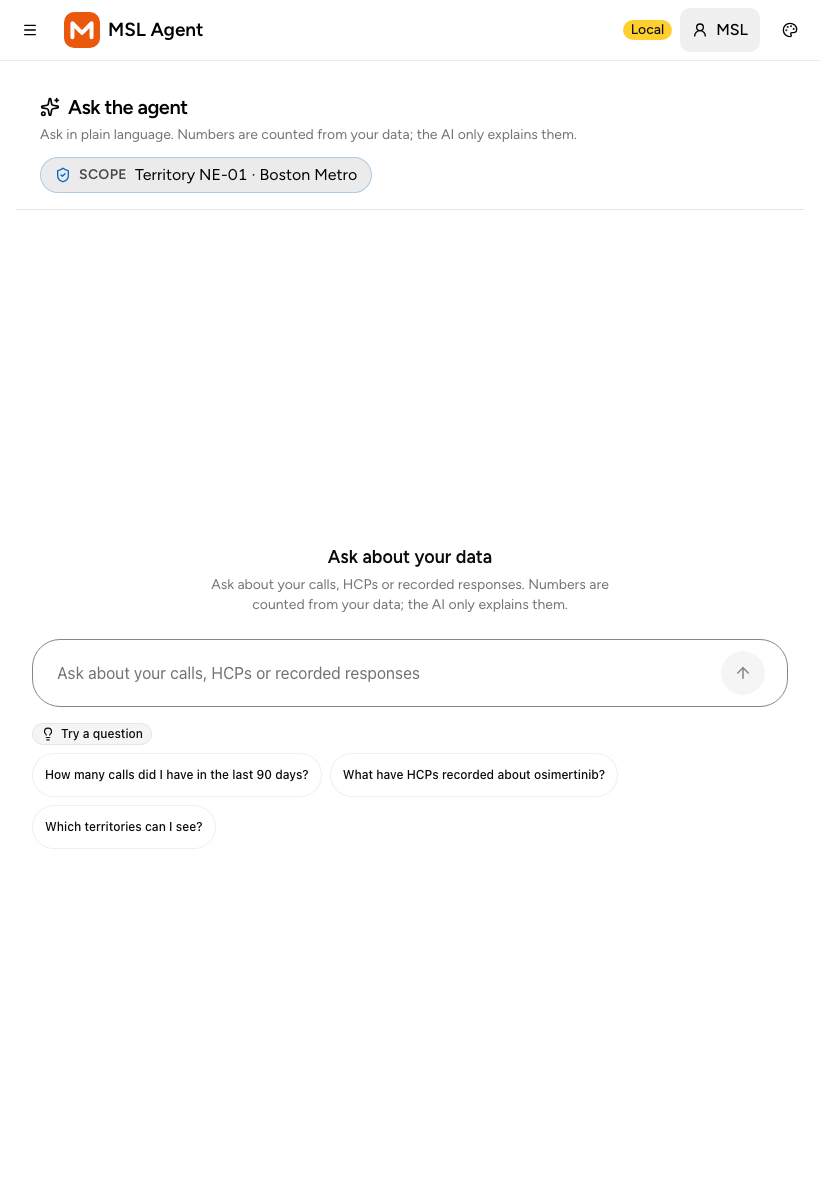 MSL Agent
Local
MSL
Ask the agent
Ask in plain language. Numbers are counted from your data; the AI only explains them.
SCOPE Territory NE-01 · Boston Metro
Ask about your data
Ask about your calls, HCPs or recorded responses. Numbers are
counted from your data; the AI only explains them.
Ask about your calls, HCPs or recorded responses
Try a question
How many calls did I have in the last 90 days?
What have HCPs recorded about osimertinib?
Which territories can I see?